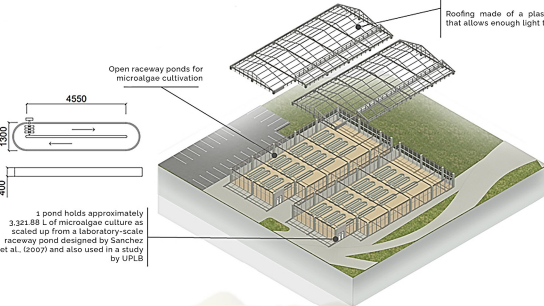 Roofing made of a plas
that allows enough light f
Open raceway ponds for
microalgae cultivation
4550
1300
400
1 pond holds approximately
3,321.88 L of microalgae culture as
scaled up from a laboratory-scale
raceway pond designed by Sanchez
et al., (2007) and also used in a study
by UPLB